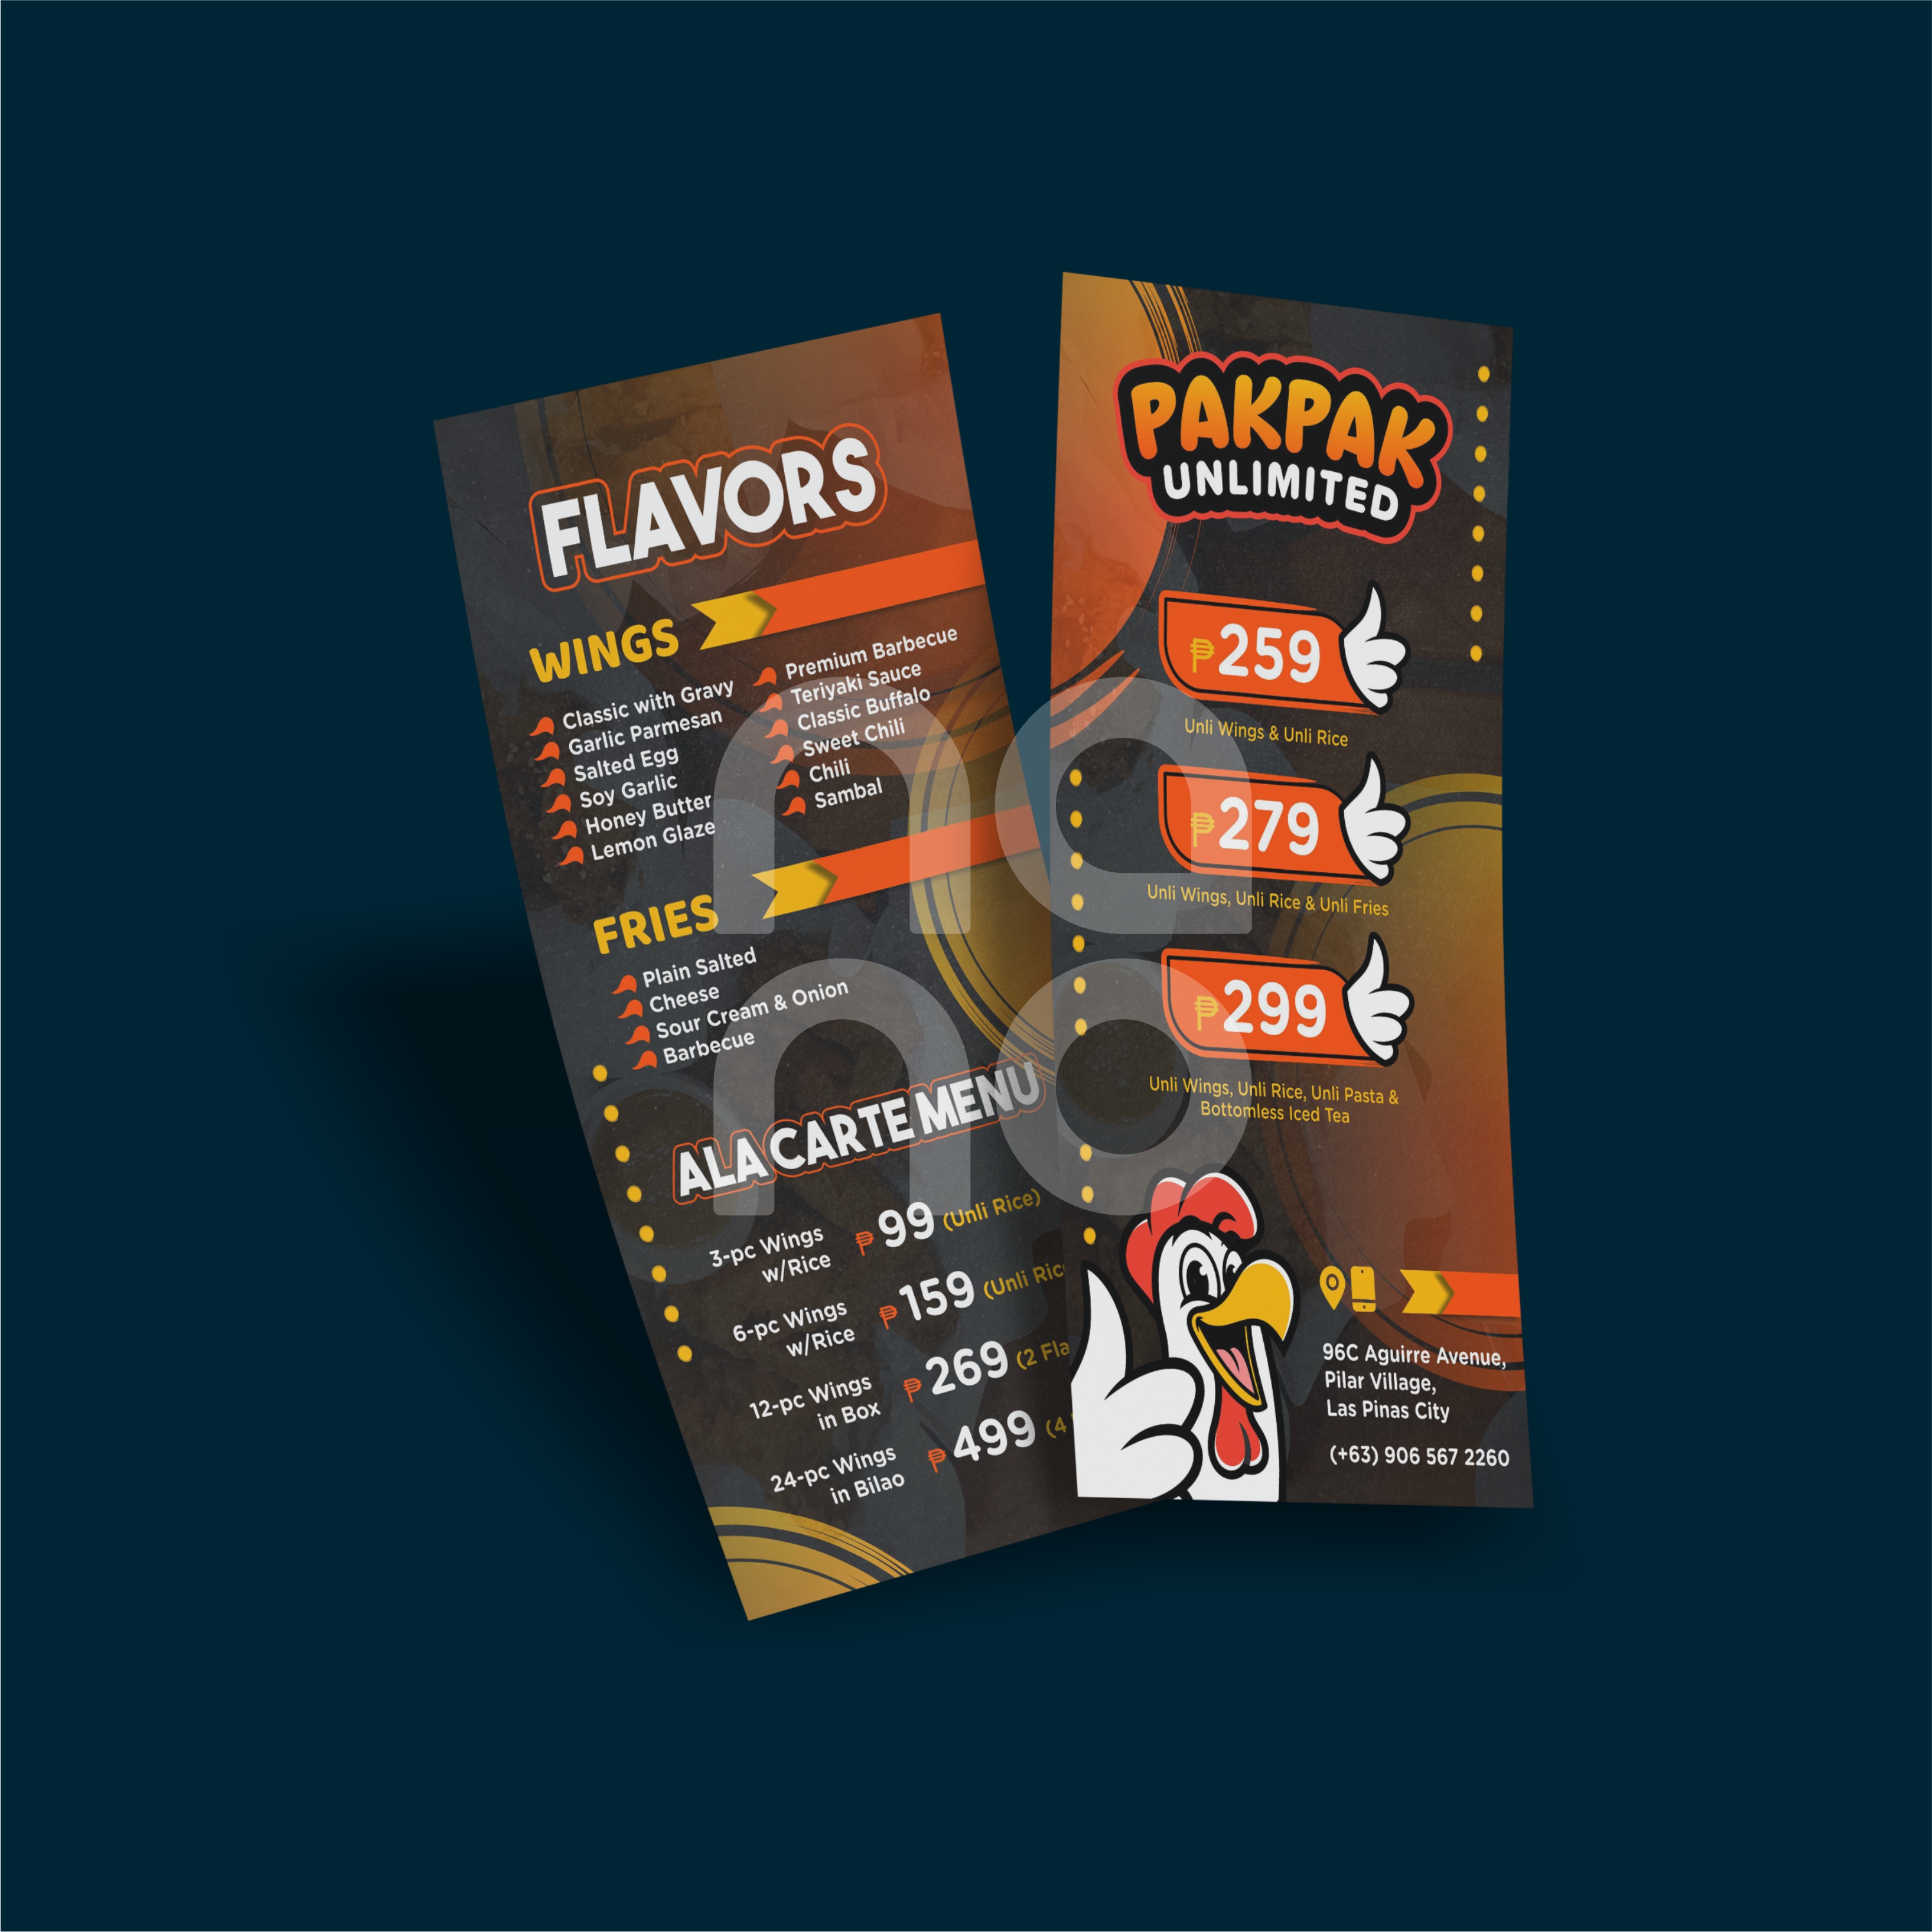 FLAVORS
WINGS
Classic with Gravy
Garlic Parmesan
Salted Egg
Soy Garlic
Honey Butter
Lemon Glaze
Premium Barbecue
Teriyaki Sauce
Classic Buffalo
Sweet Chili
Chili
Sambal
FRIES
Plain Salted
Cheese
Sour Cream & Onion
Barbecue
ALA CARTE MENU
3-pc Wings
w/Rice
₱99 (Unli Rice)
6-pc Wings
w/Rice
₱159 (Unli Ric
12-pc Wings
in Box
₱269 (2 Fla
24-pc Wings
in Bilao
₱499 (4
PAKPAK
UNLIMITED
₱259
Unli Wings & Unli Rice
₱279
Unli Wings, Unli Rice & Unli Fries
₱299
Unli Wings, Unli Rice, Unli Pasta &
Bottomless Iced Tea
96C Aguirre Avenue,
Pilar Village,
Las Pinas City
(+63) 906 567 2260